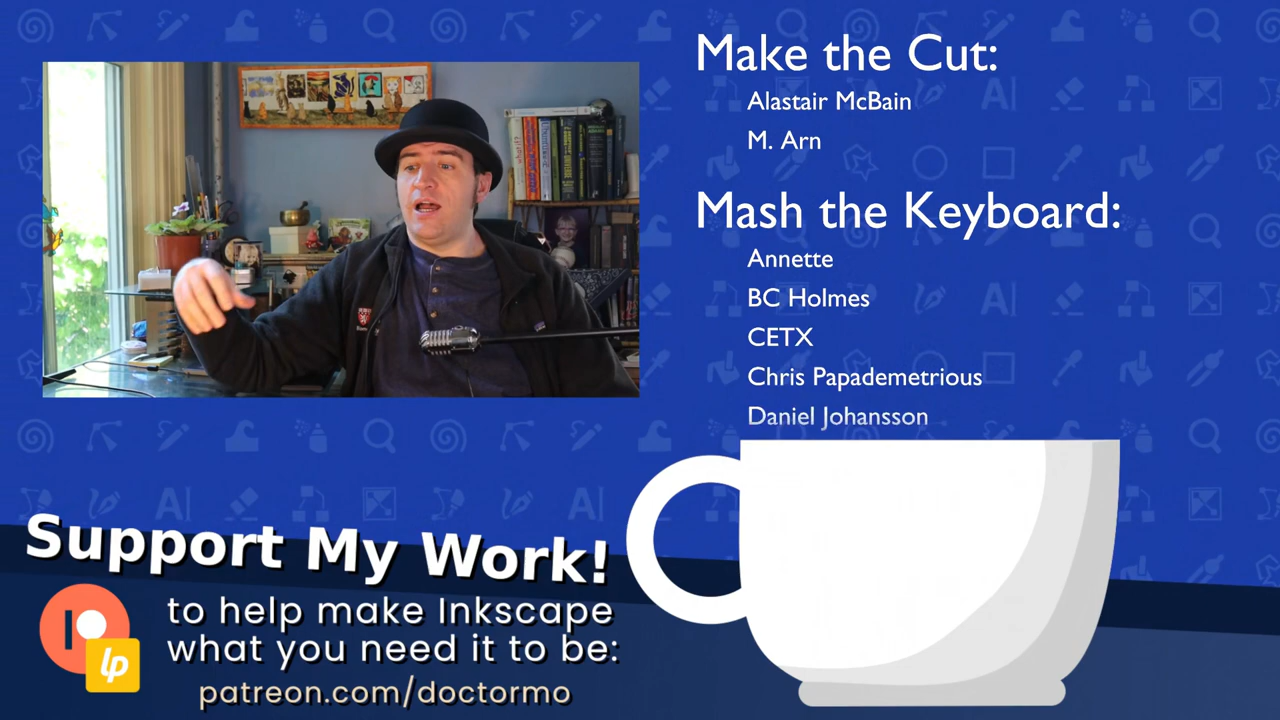 Make the Cut:
Alastair McBain
M. Arn
Mash the Keyboard:
Annette
BC Holmes
CETX
Chris Papademetrious
Daniel Johansson
Support My Work!
to help make Inkscape
what you need it to be:
patreon.com/doctormo
lp